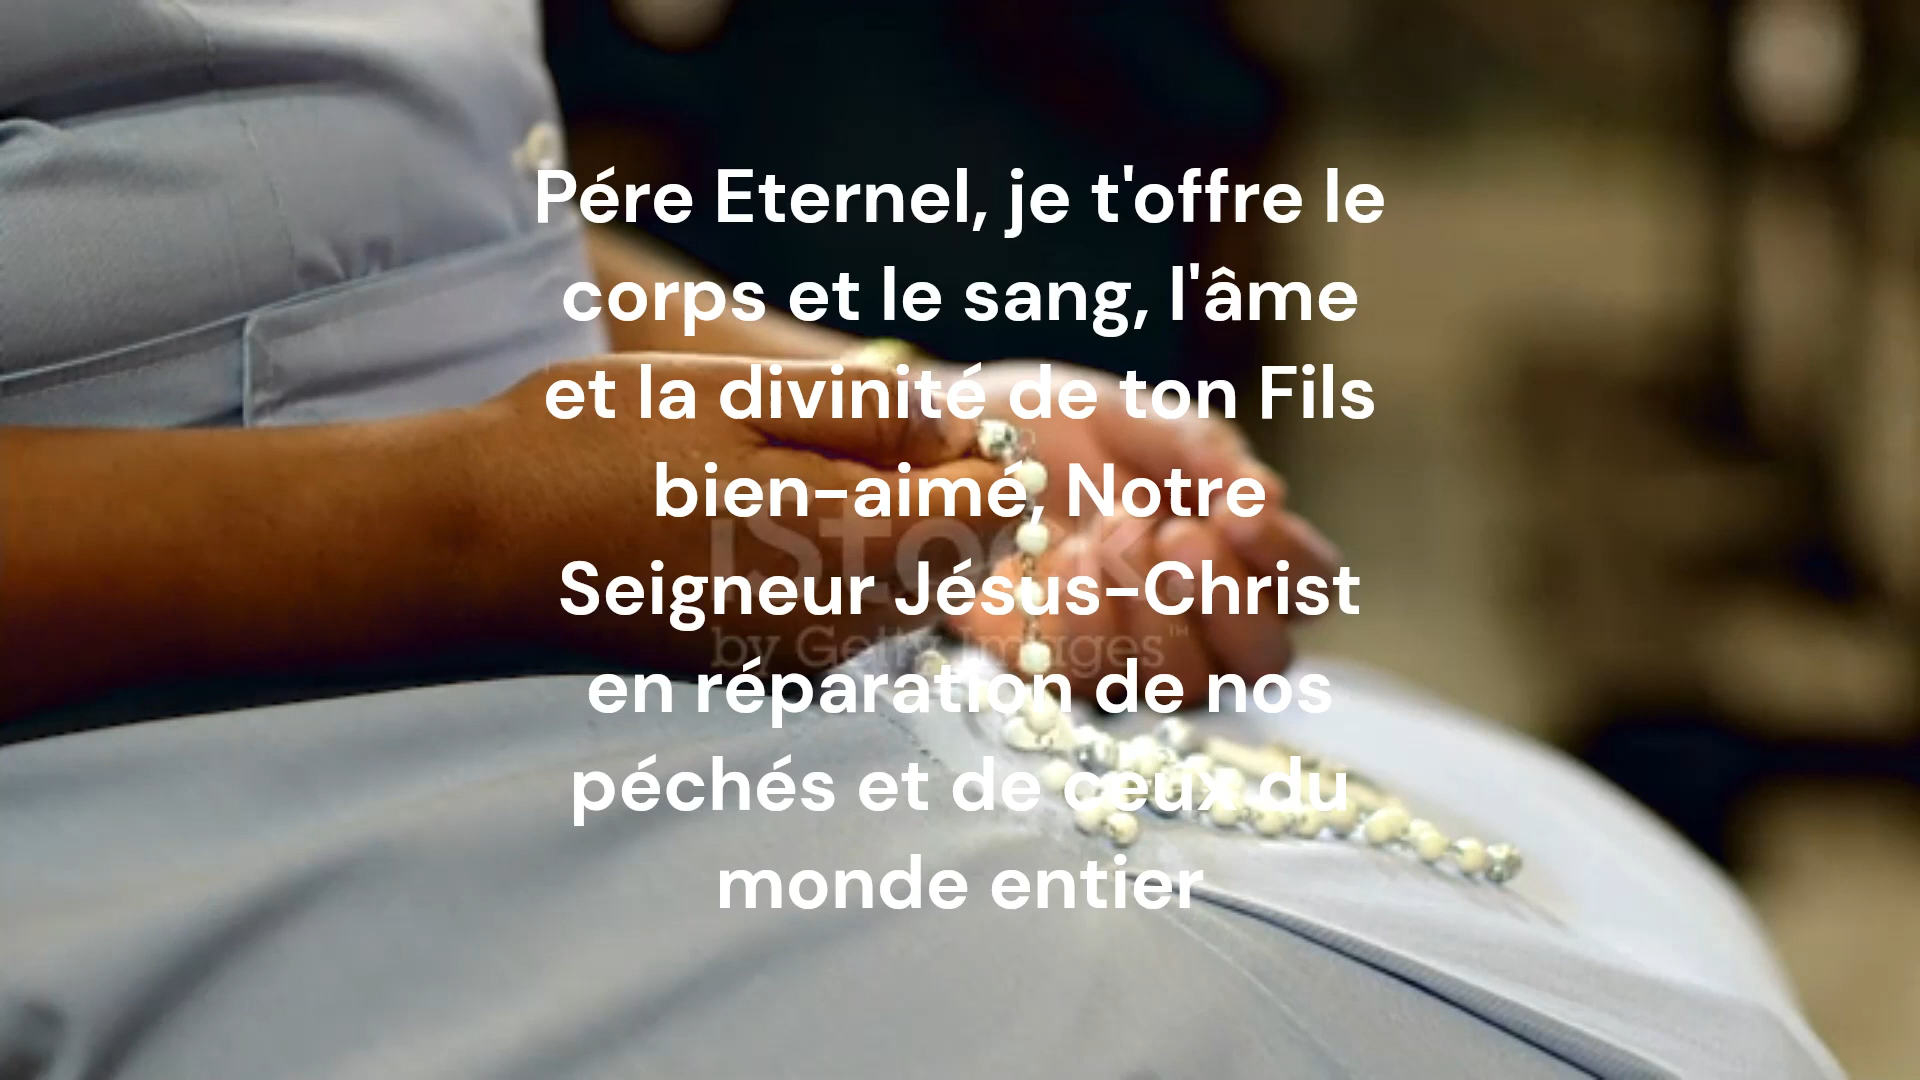 Pére Eternel, je t'offre le
corps et le sang, l'âme
et la divinité de ton Fils
bien-aimé, Notre
Seigneur Jésus-Christ
en réparation de nos
péchés et de ceux du
monde entier
iStock
by Getty Images™